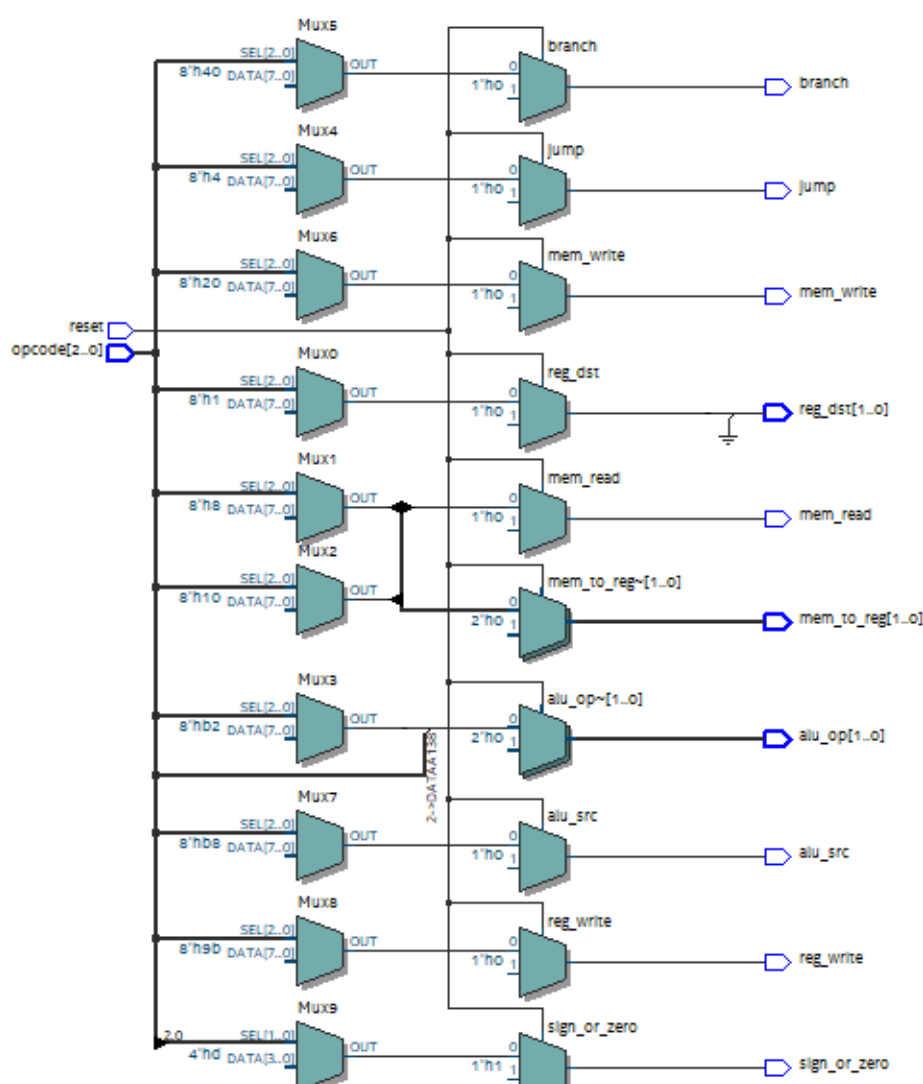 Mux5
SEL[2..0]
8'h40 DATA[7..0]
OUT
branch
0
1'h0 1
branch
Mux4
SEL[2..0]
8'h4 DATA[7..0]
OUT
jump
0
1'h0 1
jump
Mux6
SEL[2..0]
8'h20 DATA[7..0]
OUT
mem_write
0
1'h0 1
mem_write
reset
opcode[2..0]
Mux0
SEL[2..0]
8'h1 DATA[7..0]
OUT
reg_dst
0
1'h0 1
reg_dst[1..0]
Mux1
SEL[2..0]
8'h8 DATA[7..0]
OUT
mem_read
0
1'h0 1
mem_read
Mux2
SEL[2..0]
8'h10 DATA[7..0]
OUT
mem_to_reg~[1..0]
0
2'h0 1
mem_to_reg[1..0]
Mux3
SEL[2..0]
8'hb2 DATA[7..0]
OUT
2->DATAA138
alu_op~[1..0]
0
2'h0 1
alu_op[1..0]
Mux7
SEL[2..0]
8'hb8 DATA[7..0]
OUT
alu_src
0
1'h0 1
alu_src
Mux8
SEL[2..0]
8'h9b DATA[7..0]
OUT
reg_write
0
1'h0 1
reg_write
Mux9
2,0 SEL[1..0]
4'hd DATA[3..0]
OUT
sign_or_zero
0
1'h1 1
sign_or_zero